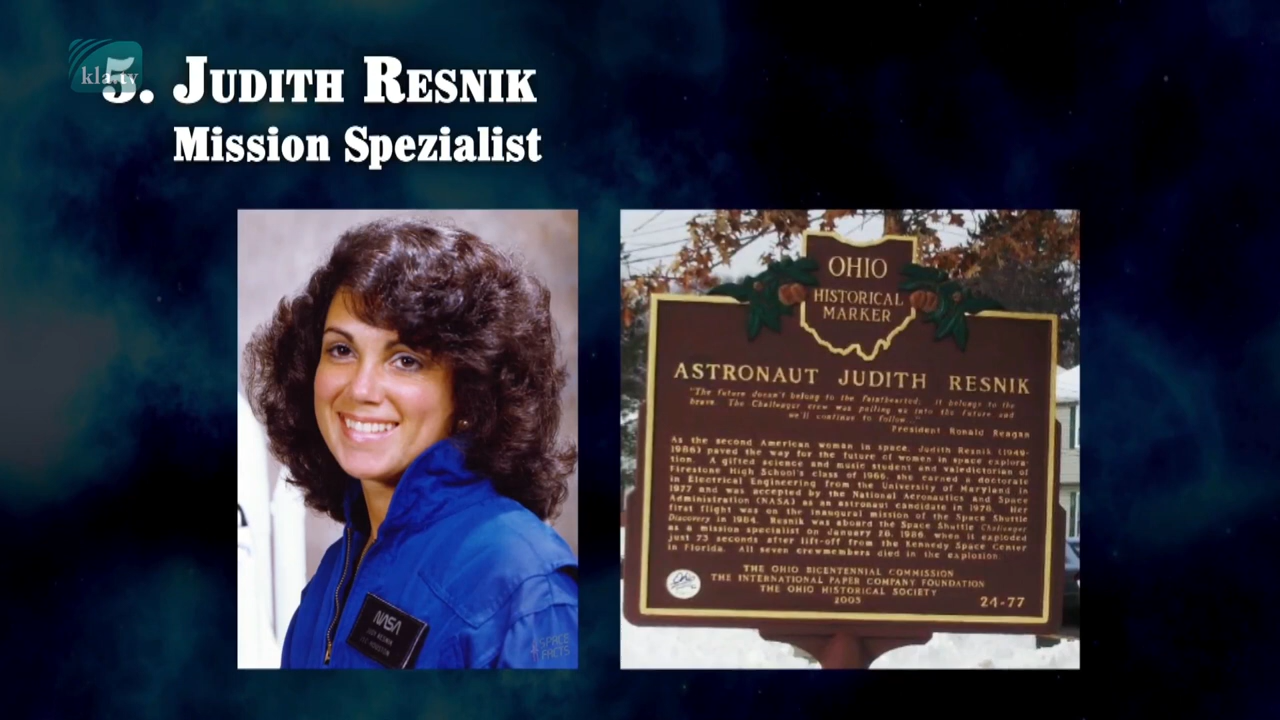 kla.tv
5. JUDITH RESNIK
Mission Spezialist
NASA
SPACE
FACTS
OHIO
HISTORICAL
MARKER
ASTRONAUT JUDITH RESNIK
"The future doesn't belong to the fainthearted; it belongs to the
brave. The Challenger crew was pulling us into the future and
we'll continue to follow..."
President Ronald Reagan
As the second American woman in space, Judith Resnik (1949-
1986) paved the way for the future of women in space explora-
tion. A gifted science and music student and valedictorian of
Firestone High School's class of 1966, she earned a doctorate
in Electrical Engineering from the University of Maryland in
1977 and was accepted by the National Aeronautics and Space
Administration (NASA) as an astronaut candidate in 1978. Her
first flight was on the inaugural mission of the Space Shuttle
Discovery in 1984. Resnik was aboard the Space Shuttle Challenger
as a mission specialist on January 28, 1986, when it exploded
just 73 seconds after lift-off from the Kennedy Space Center
in Florida. All seven crewmembers died in the explosion.
THE OHIO BICENTENNIAL COMMISSION
THE INTERNATIONAL PAPER COMPANY FOUNDATION
THE OHIO HISTORICAL SOCIETY
2003
24-77